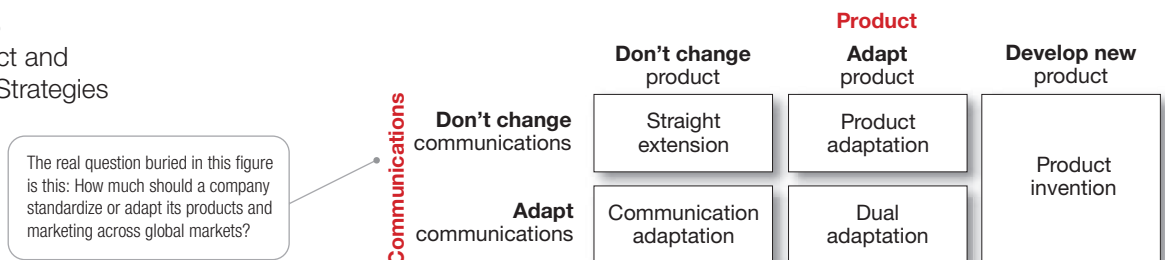 ct and
Strategies
The real question buried in this figure
is this: How much should a company
standardize or adapt its products and
marketing across global markets?
Product
Don’t change
product
Adapt
product
Develop new
product
Communications
Don’t change
communications
Straight
extension
Product
adaptation
Product
invention
Adapt
communications
Communication
adaptation
Dual
adaptation